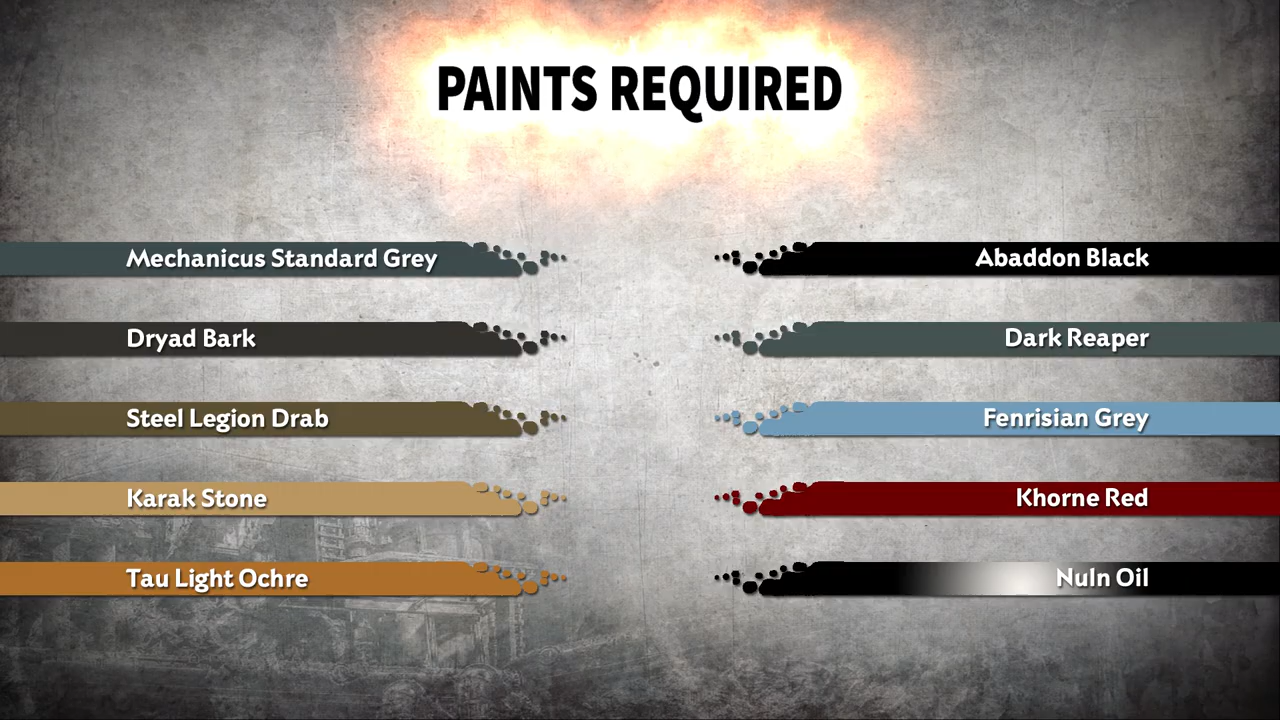 PAINTS REQUIRED
Mechanicus Standard Grey
Dryad Bark
Steel Legion Drab
Karak Stone
Tau Light Ochre
Abaddon Black
Dark Reaper
Fenrisian Grey
Khorne Red
Nuln Oil